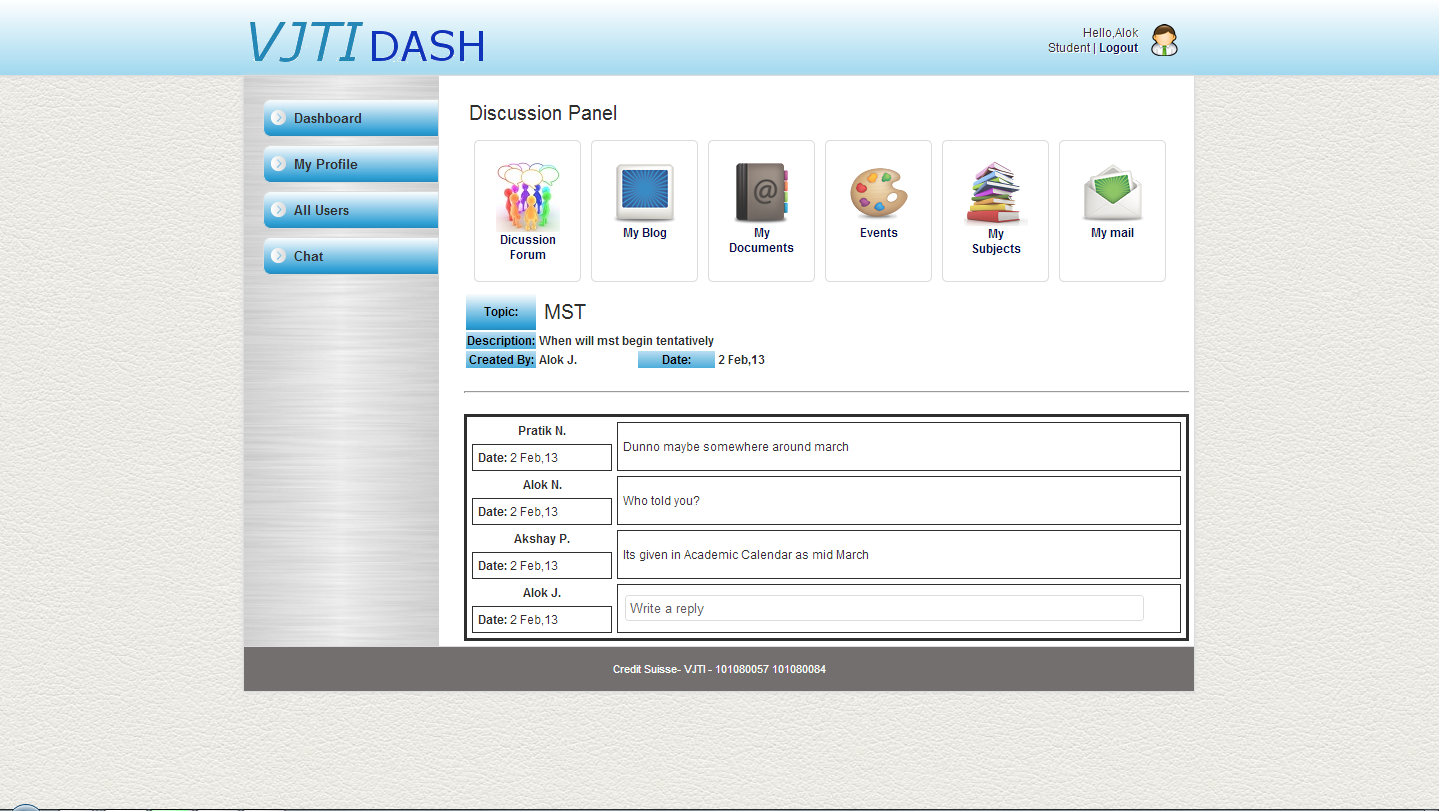 VJTI DASH
Hello,Alok
Student | Logout
Dashboard
My Profile
All Users
Chat
Discussion Panel
Dicussion
Forum
My Blog
My
Documents
Events
My
Subjects
My mail
Topic: MST
Description: When will mst begin tentatively
Created By: Alok J. Date: 2 Feb,13
Pratik N.
Date: 2 Feb,13
Dunno maybe somewhere around march
Alok N.
Date: 2 Feb,13
Who told you?
Akshay P.
Date: 2 Feb,13
Its given in Academic Calendar as mid March
Alok J.
Date: 2 Feb,13
Write a reply
Credit Suisse- VJTI - 101080057 101080084